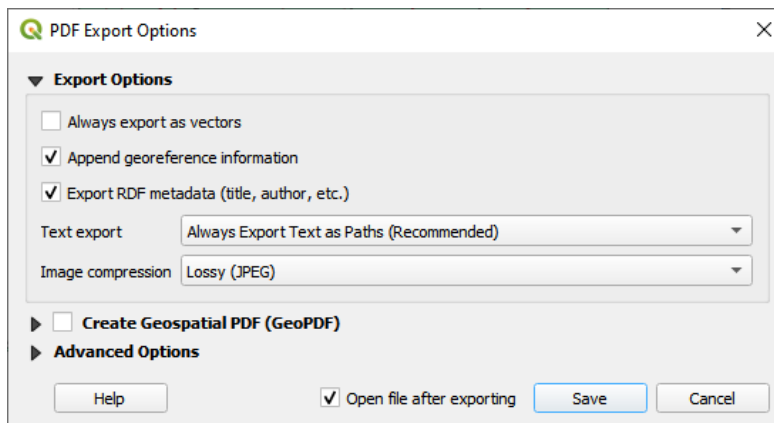 PDF Export Options
Export Options
Always export as vectors
Append georeference information
Export RDF metadata (title, author, etc.)
Text export Always Export Text as Paths (Recommended)
Image compression Lossy (JPEG)
Create Geospatial PDF (GeoPDF)
Advanced Options
Help Open file after exporting Save Cancel